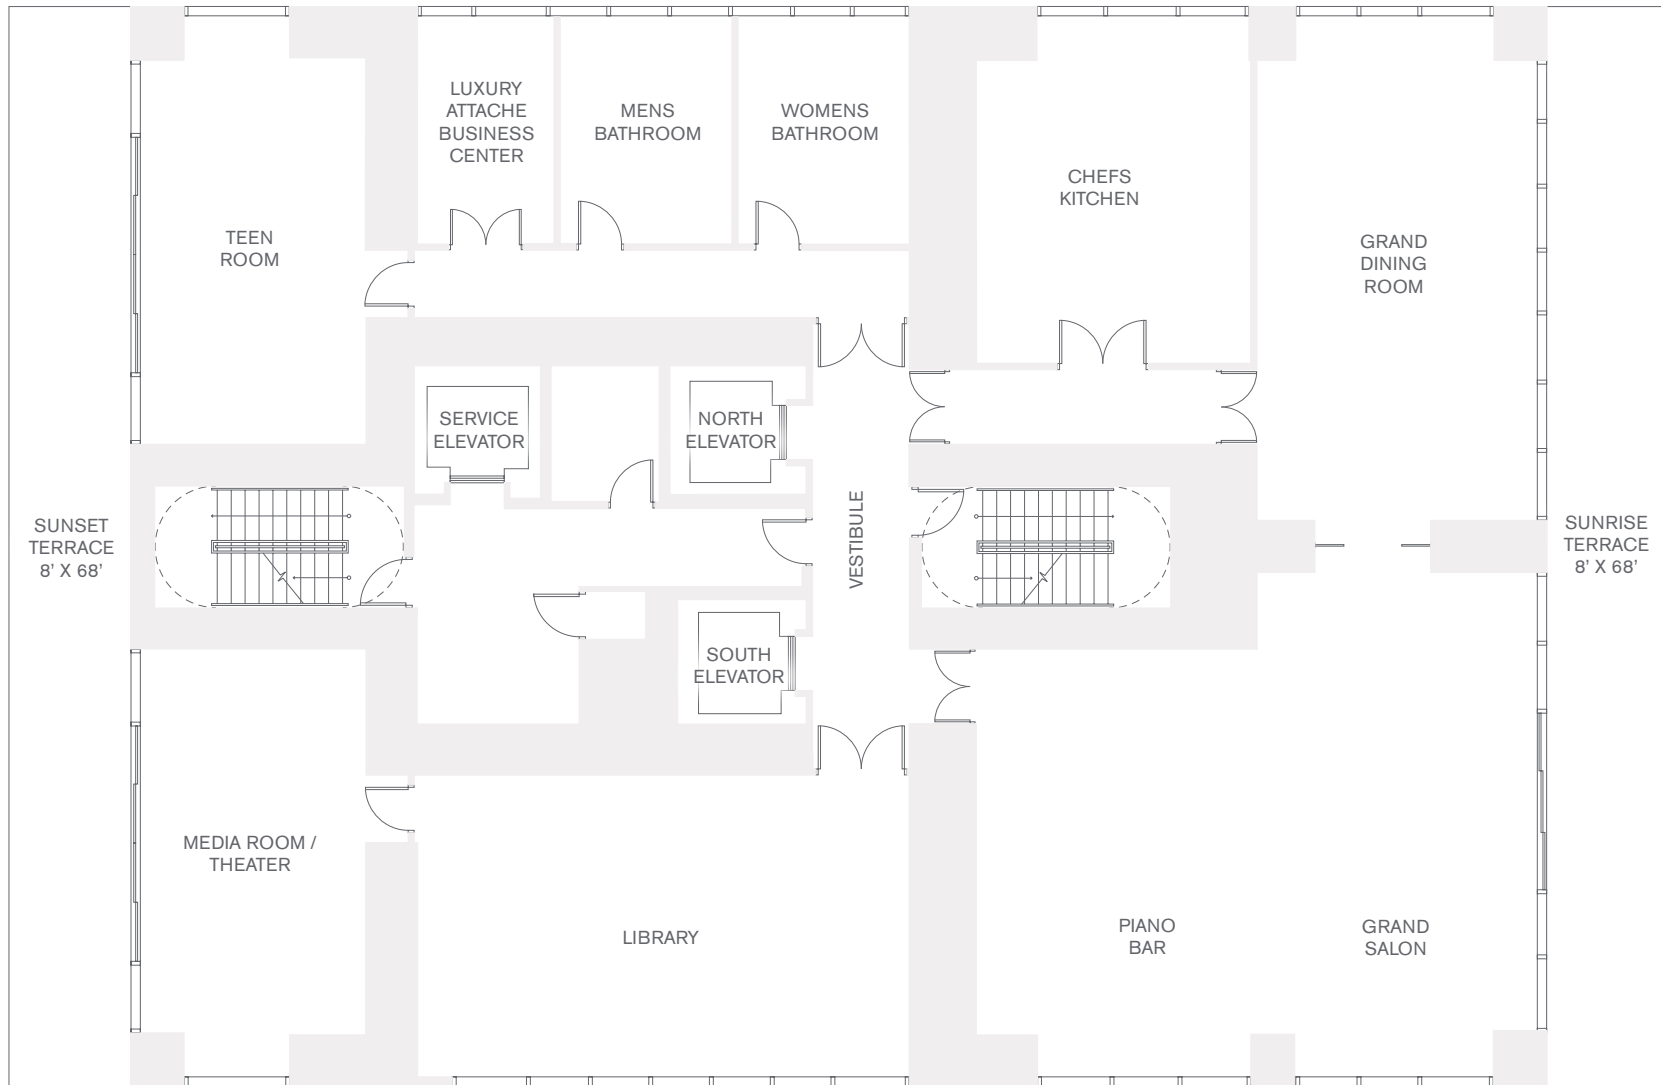 LUXURY
ATTACHE
BUSINESS
CENTER
MENS
BATHROOM
WOMENS
BATHROOM
CHEFS
KITCHEN
TEEN
ROOM
GRAND
DINING
ROOM
SERVICE
ELEVATOR
NORTH
ELEVATOR
SUNSET
TERRACE
8' X 68'
VESTIBULE
SUNRISE
TERRACE
8' X 68'
SOUTH
ELEVATOR
MEDIA ROOM /
THEATER
LIBRARY
PIANO
BAR
GRAND
SALON